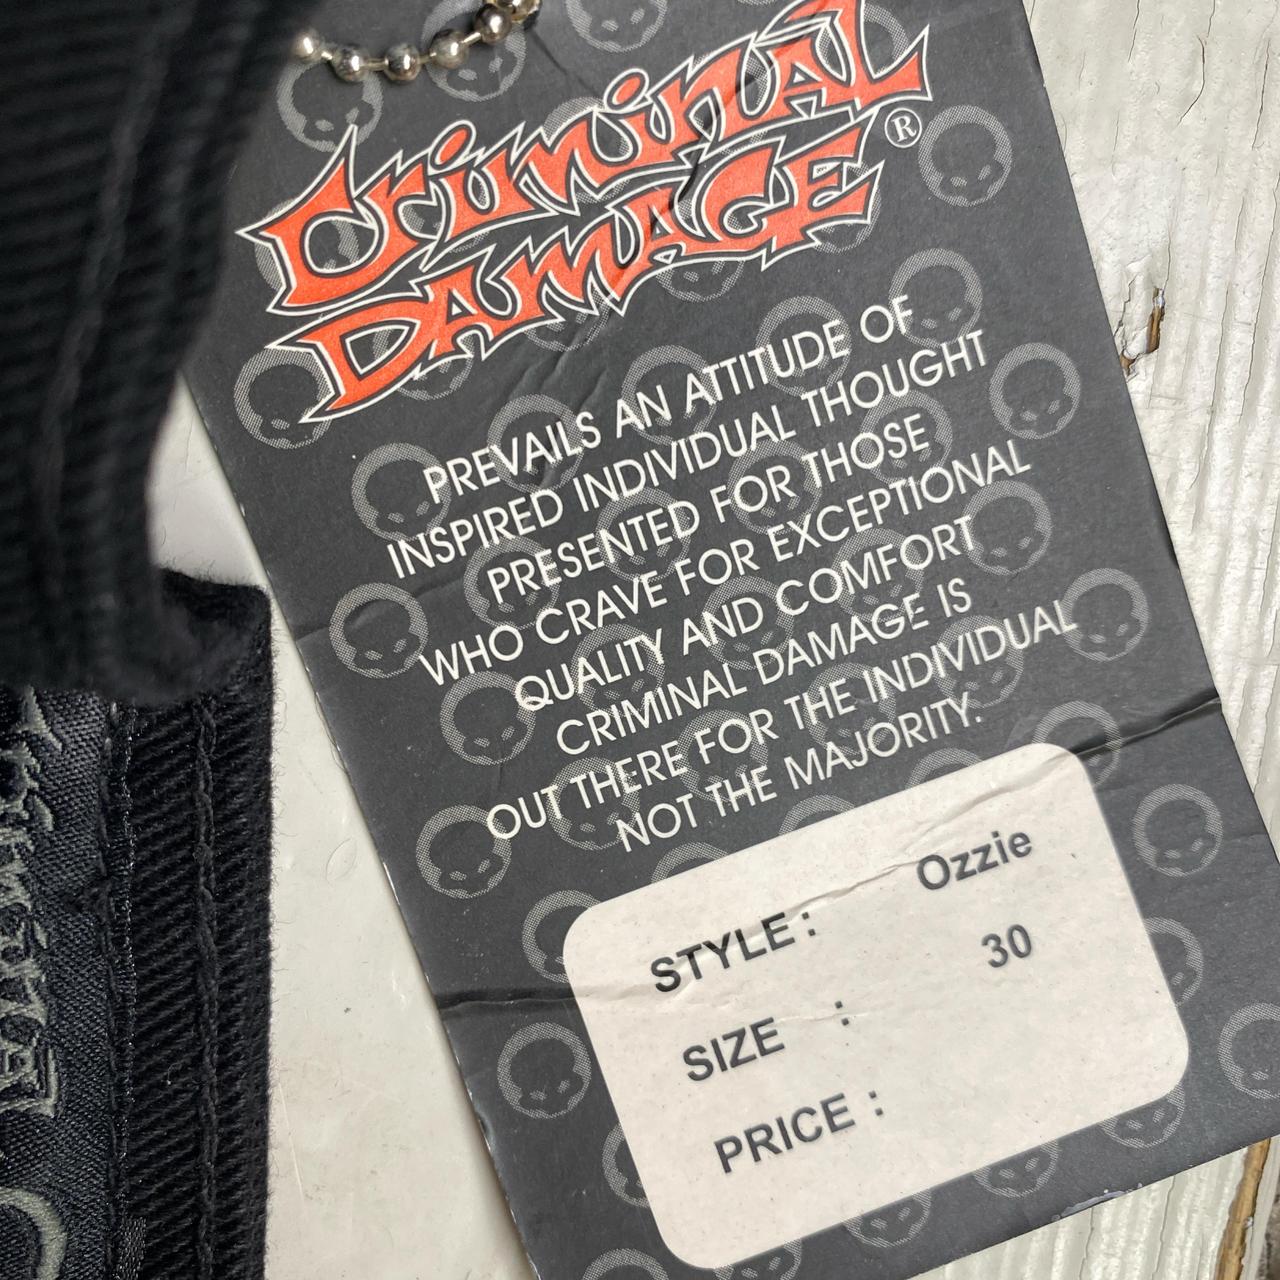 Criminal
DAMAGE®
PREVAILS AN ATTITUDE OF
INSPIRED INDIVIDUAL THOUGHT
PRESENTED FOR THOSE
WHO CRAVE FOR EXCEPTIONAL
QUALITY AND COMFORT
CRIMINAL DAMAGE IS
OUT THERE FOR THE INDIVIDUAL
NOT THE MAJORITY.
STYLE : Ozzie
SIZE : 30
PRICE :